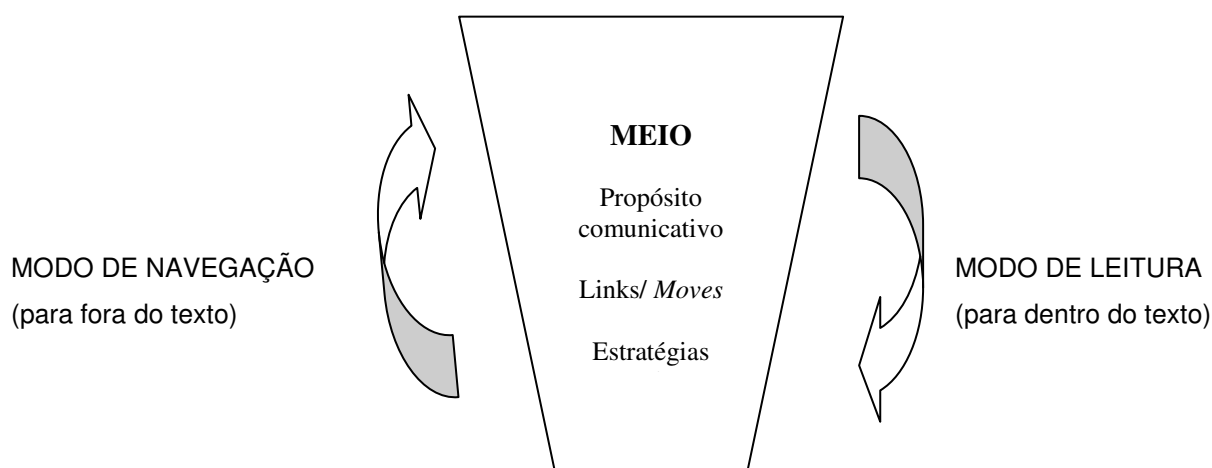 MEIO
Propósito
comunicativo
MODO DE NAVEGAÇÃO
(para fora do texto)
Links/ Moves
MODO DE LEITURA
(para dentro do texto)
Estratégias